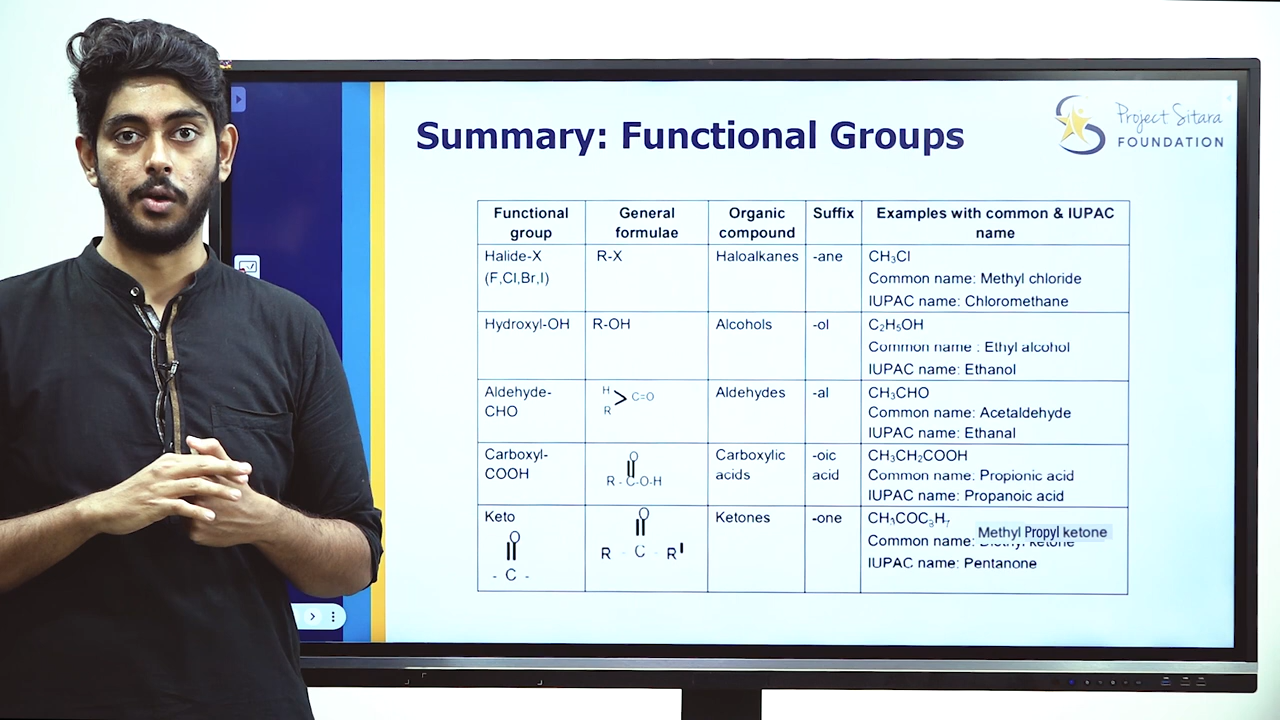 Summary: Functional Groups
Project Sitara
FOUNDATION
Functional group
General formulae
Organic compound
Suffix
Examples with common & IUPAC name
Halide-X
(F,Cl,Br,I)
R-X
Haloalkanes
-ane
CH₃Cl
Common name: Methyl chloride
IUPAC name: Chloromethane
Hydroxyl-OH
R-OH
Alcohols
-ol
C₂H₅OH
Common name : Ethyl alcohol
IUPAC name: Ethanol
Aldehyde-
CHO
H
R
C=O
Aldehydes
-al
CH₃CHO
Common name: Acetaldehyde
IUPAC name: Ethanal
Carboxyl-
COOH
O
R - C-O-H
Carboxylic
acids
-oic
acid
CH₃CH₂COOH
Common name: Propionic acid
IUPAC name: Propanoic acid
Keto
O
- C -
O
R - C - R'
Ketones
-one
CH₃COC₃H₇
Methyl Propyl ketone
Common name:
IUPAC name: Pentanone